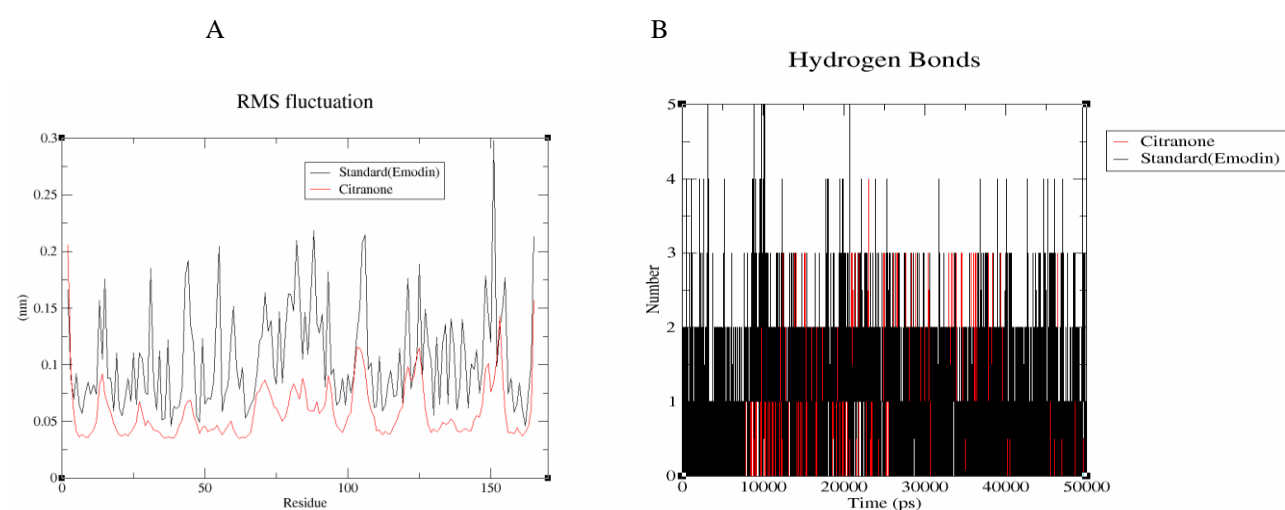 A
RMS fluctuation
0.3
0.25
0.2
0.15
0.1
0.05
0
(nm)
Standard(Emodin)
Citranone
0 50 100 150
Residue
B
Hydrogen Bonds
5
4
3
2
1
0
Number
Citranone
Standard(Emodin)
0 10000 20000 30000 40000 50000
Time (ps)